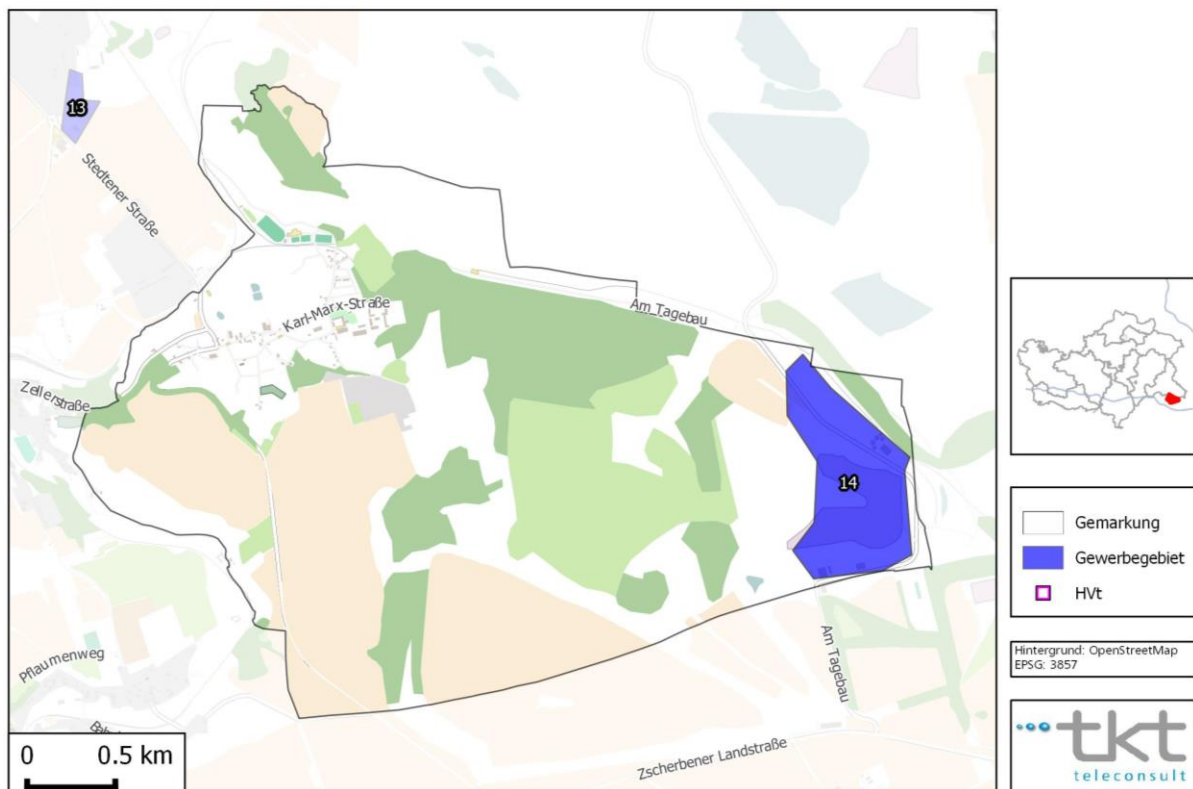 13
Stedtener Straße
Karl-Marx-Straße
Am Tagebau
Zellerstraße
14
Pflaumenweg
Am Tagebau
Zscherbener Landstraße
0 0.5 km
Gemarkung
Gewerbegebiet
HVt
Hintergrund: OpenStreetMap
EPSG: 3857
tkt
teleconsult